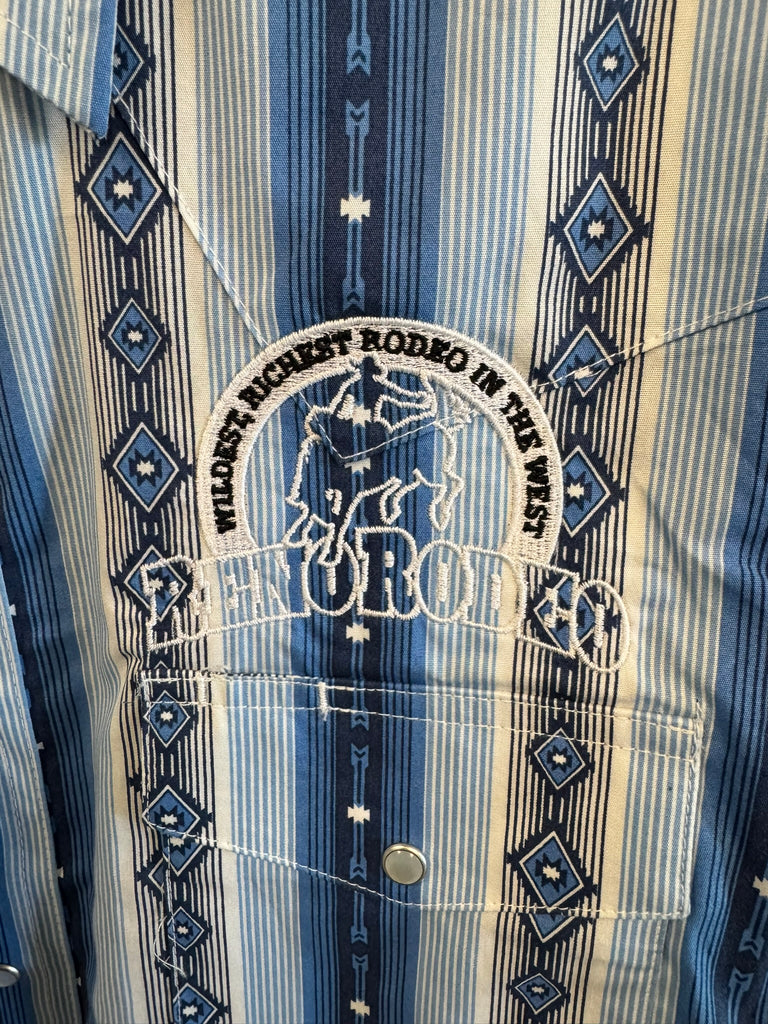 WILDEST RICHEST RODEO IN THE WEST
RENO RODEO